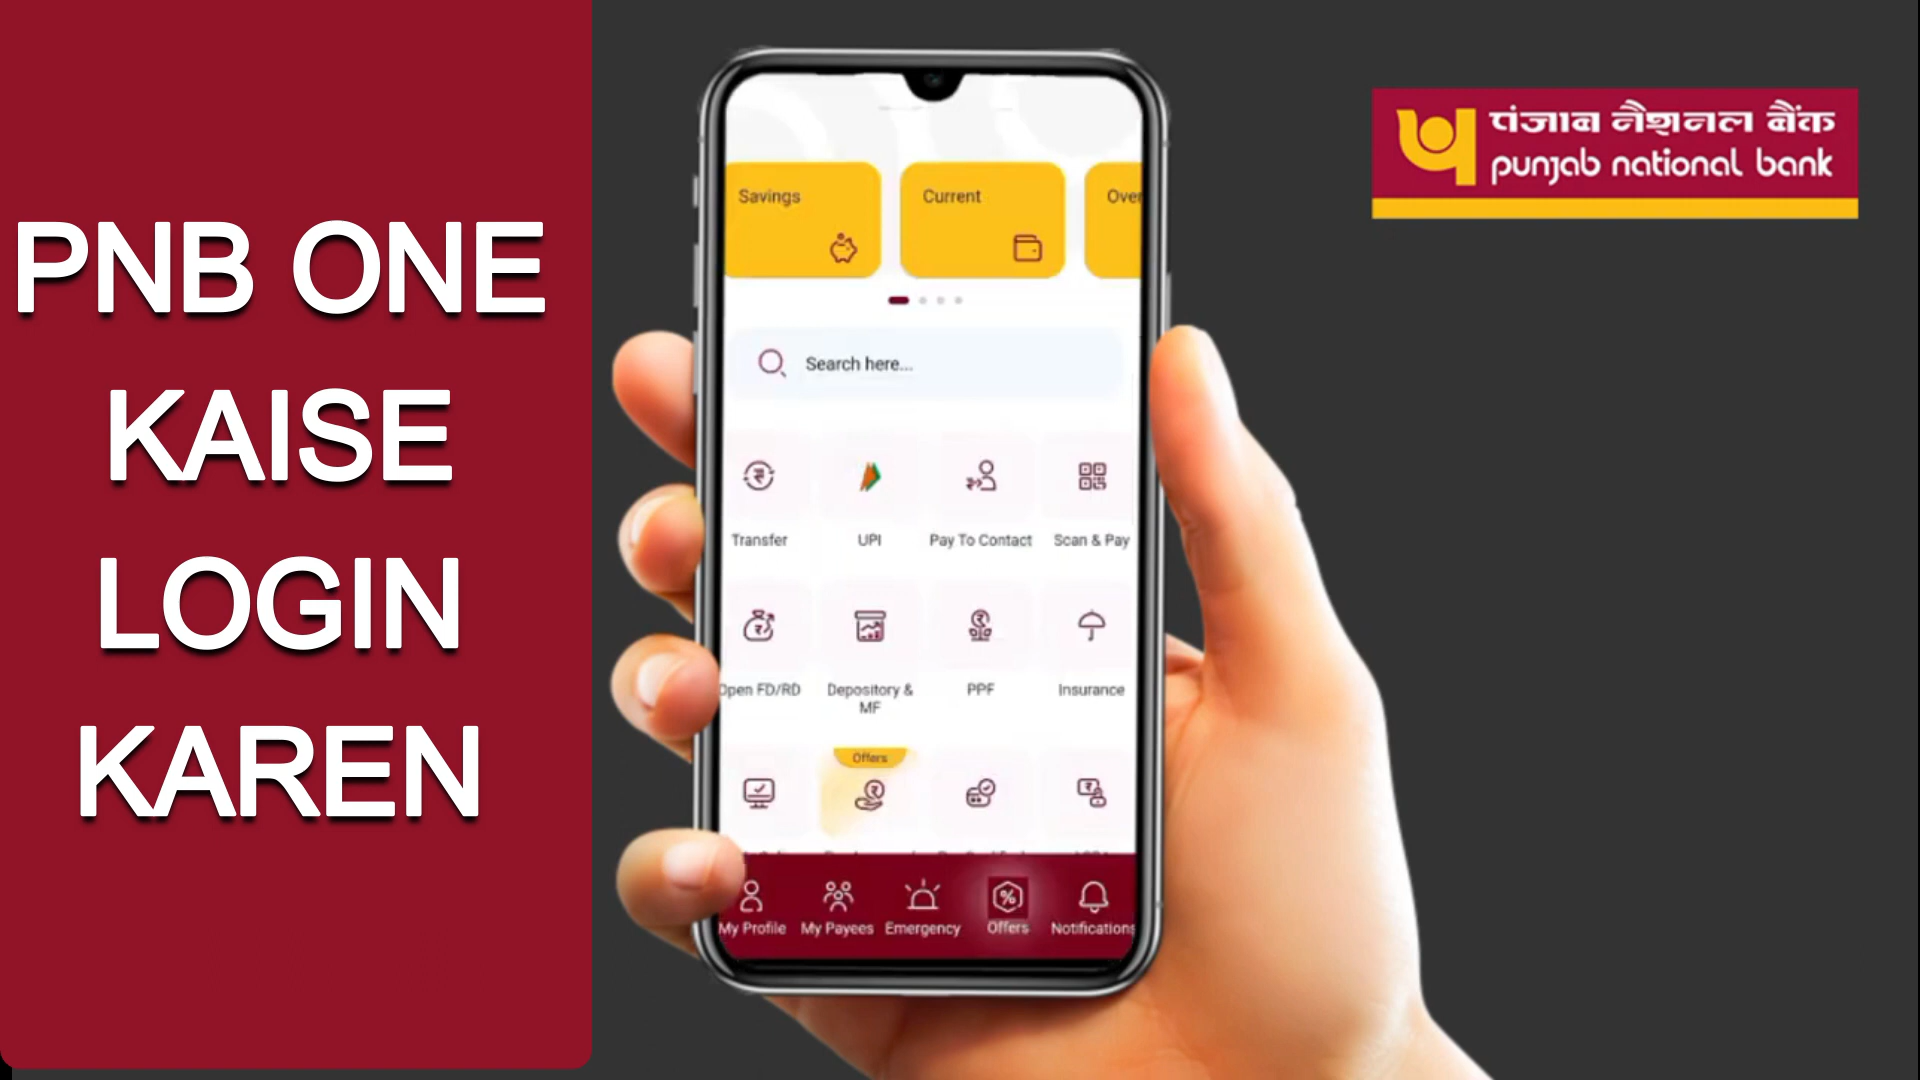 PNB ONE
KAISE
LOGIN
KAREN
पंजाब नैशनल बैंक
punjab national bank
Savings
Current
Over
Search here...
Transfer
UPI
Pay To Contact
Scan & Pay
Open FD/RD
Depository &
MF
PPF
Insurance
Offers
My Profile
My Payees
Emergency
Offers
Notifications